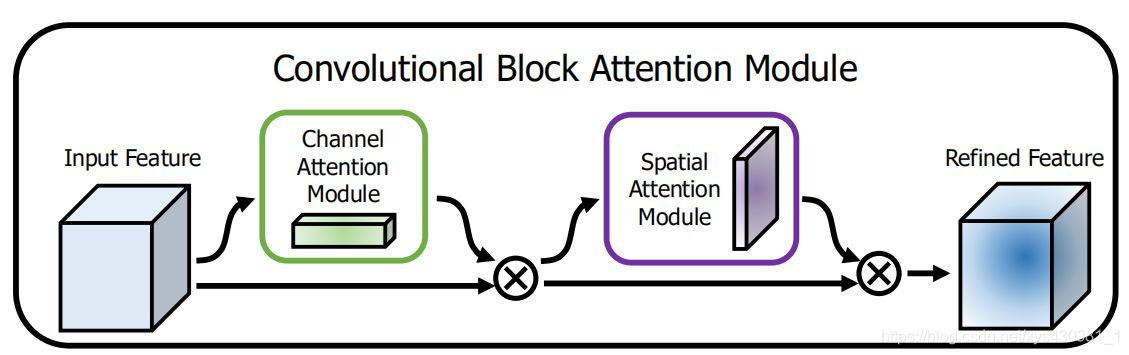 Convolutional Block Attention Module
Input Feature
Channel
Attention
Module
Spatial
Attention
Module
Refined Feature